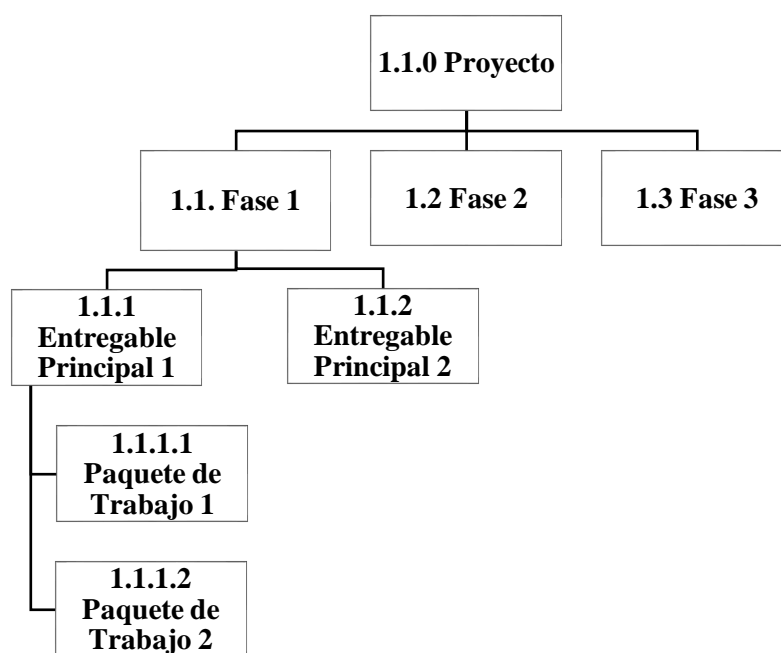 1.1.0 Proyecto
1.1. Fase 1
1.2 Fase 2
1.3 Fase 3
1.1.1
Entregable
Principal 1
1.1.2
Entregable
Principal 2
1.1.1.1
Paquete de
Trabajo 1
1.1.1.2
Paquete de
Trabajo 2